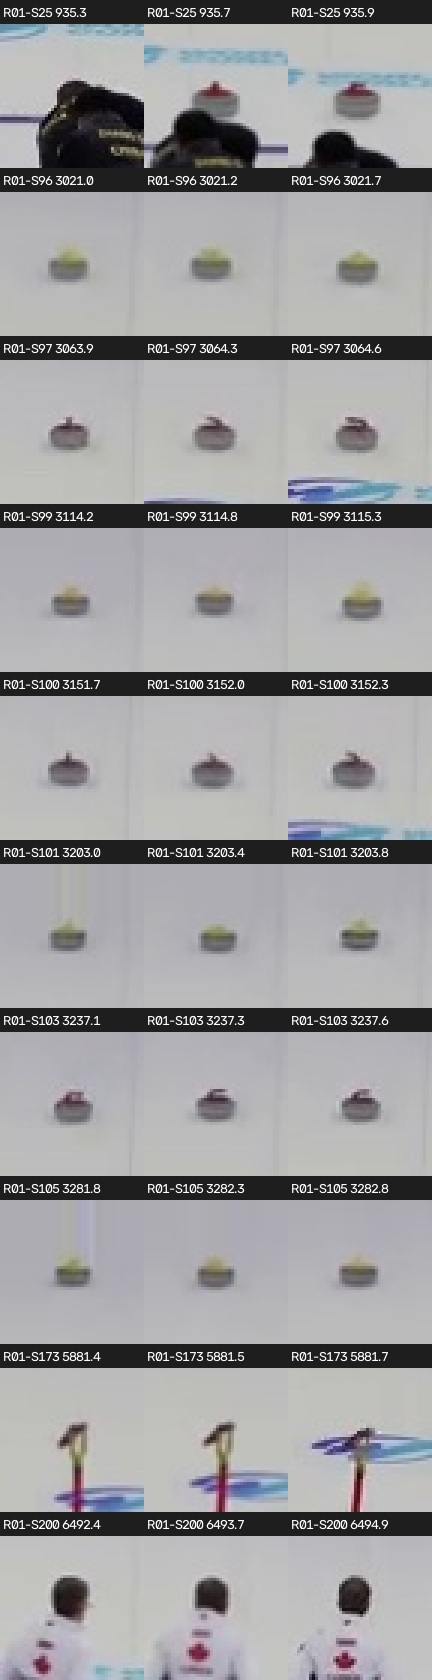 R01-S25 935.3 R01-S25 935.7 R01-S25 935.9
R01-S96 3021.0 R01-S96 3021.2 R01-S96 3021.7
R01-S97 3063.9 R01-S97 3064.3 R01-S97 3064.6
R01-S99 3114.2 R01-S99 3114.8 R01-S99 3115.3
R01-S100 3151.7 R01-S100 3152.0 R01-S100 3152.3
R01-S101 3203.0 R01-S101 3203.4 R01-S101 3203.8
R01-S103 3237.1 R01-S103 3237.3 R01-S103 3237.6
R01-S105 3281.8 R01-S105 3282.3 R01-S105 3282.8
R01-S173 5881.4 R01-S173 5881.5 R01-S173 5881.7
R01-S200 6492.4 R01-S200 6493.7 R01-S200 6494.9